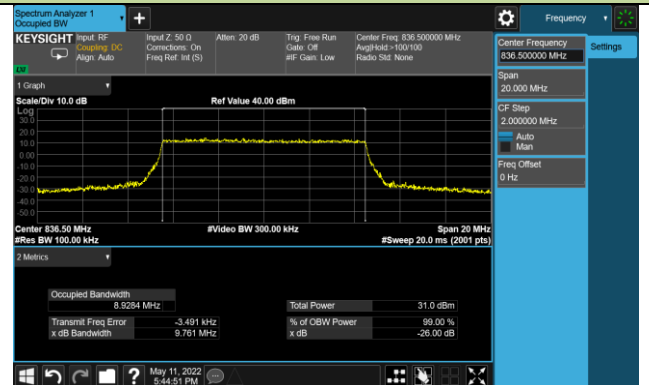 Spectrum Analyzer 1
Occupied BW
Frequency
KEYSIGHT
Input: RF
Coupling: DC
Align: Auto
Input Z: 50 Ω
Corrections: On
Freq Ref: Int (S)
Atten: 20 dB
Trig: Free Run
Gate: Off
#IF Gain: Low
Center Freq: 836.500000 MHz
Avg|Hold:>100/100
Radio Std: None
Center Frequency
836.500000 MHz
Settings
Span
20.000 MHz
CF Step
2.000000 MHz
Auto
Man
Freq Offset
0 Hz
1 Graph
Scale/Div 10.0 dB
Ref Value 40.00 dBm
Log
30.0
20.0
10.0
0.00
-10.0
-20.0
-30.0
-40.0
-50.0
Center 836.50 MHz
#Video BW 300.00 kHz
Span 20 MHz
#Res BW 100.00 kHz
#Sweep 20.0 ms (2001 pts)
2 Metrics
Occupied Bandwidth
8.9284 MHz
Total Power 31.0 dBm
Transmit Freq Error -3.491 kHz
% of OBW Power 99.00 %
x dB Bandwidth 9.761 MHz
x dB -26.00 dB
?
May 11, 2022
5:44:51 PM